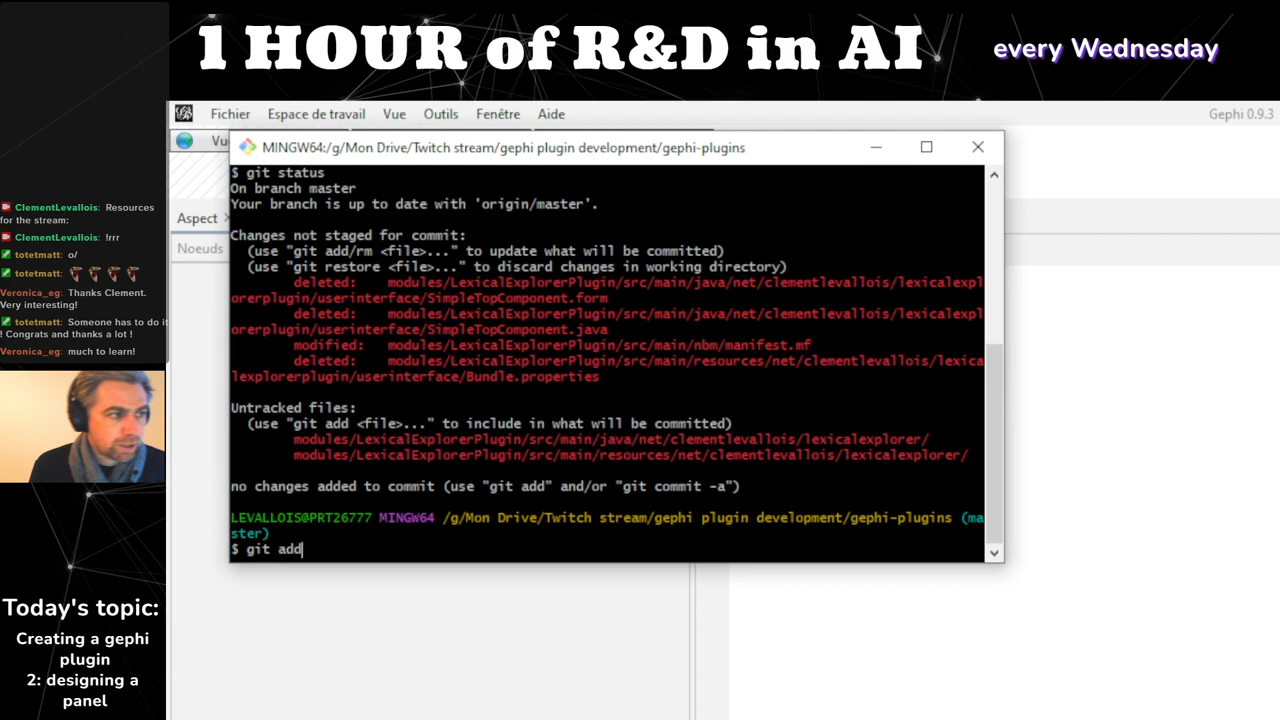 1 HOUR of R&D in AI
every Wednesday
Fichier Espace de travail Vue Outils Fenêtre Aide
Gephi 0.9.3
Vu
MINGW64:/g/Mon Drive/Twitch stream/gephi plugin development/gephi-plugins
Aspect
Noeuds
$ git status
On branch master
Your branch is up to date with 'origin/master'.
Changes not staged for commit:
(use "git add/rm <file>..." to update what will be committed)
(use "git restore <file>..." to discard changes in working directory)
deleted: modules/LexicalExplorerPlugin/src/main/java/net/clementlevallois/lexicalexpl
orerplugin/userinterface/SimpleTopComponent.form
deleted: modules/LexicalExplorerPlugin/src/main/java/net/clementlevallois/lexicalexpl
orerplugin/userinterface/SimpleTopComponent.java
modified: modules/LexicalExplorerPlugin/src/main/nbm/manifest.mf
deleted: modules/LexicalExplorerPlugin/src/main/resources/net/clementlevallois/lexica
lexplorerplugin/userinterface/Bundle.properties
Untracked files:
(use "git add <file>..." to include in what will be committed)
modules/LexicalExplorerPlugin/src/main/java/net/clementlevallois/lexicalexplorer/
modules/LexicalExplorerPlugin/src/main/resources/net/clementlevallois/lexicalexplorer/
no changes added to commit (use "git add" and/or "git commit -a")
LEVALLOIS@PRT26777 MINGW64 /g/Mon Drive/Twitch stream/gephi plugin development/gephi-plugins (ma
ster)
$ git add
ClementLevallois: Resources
for the stream:
ClementLevallois: !rrr
totetmatt: o/
totetmatt:
Veronica_eg: Thanks Clement.
Very interesting!
totetmatt: Someone has to do it
! Congrats and thanks a lot !
Veronica_eg: much to learn!
Today's topic:
Creating a gephi
plugin
2: designing a
panel